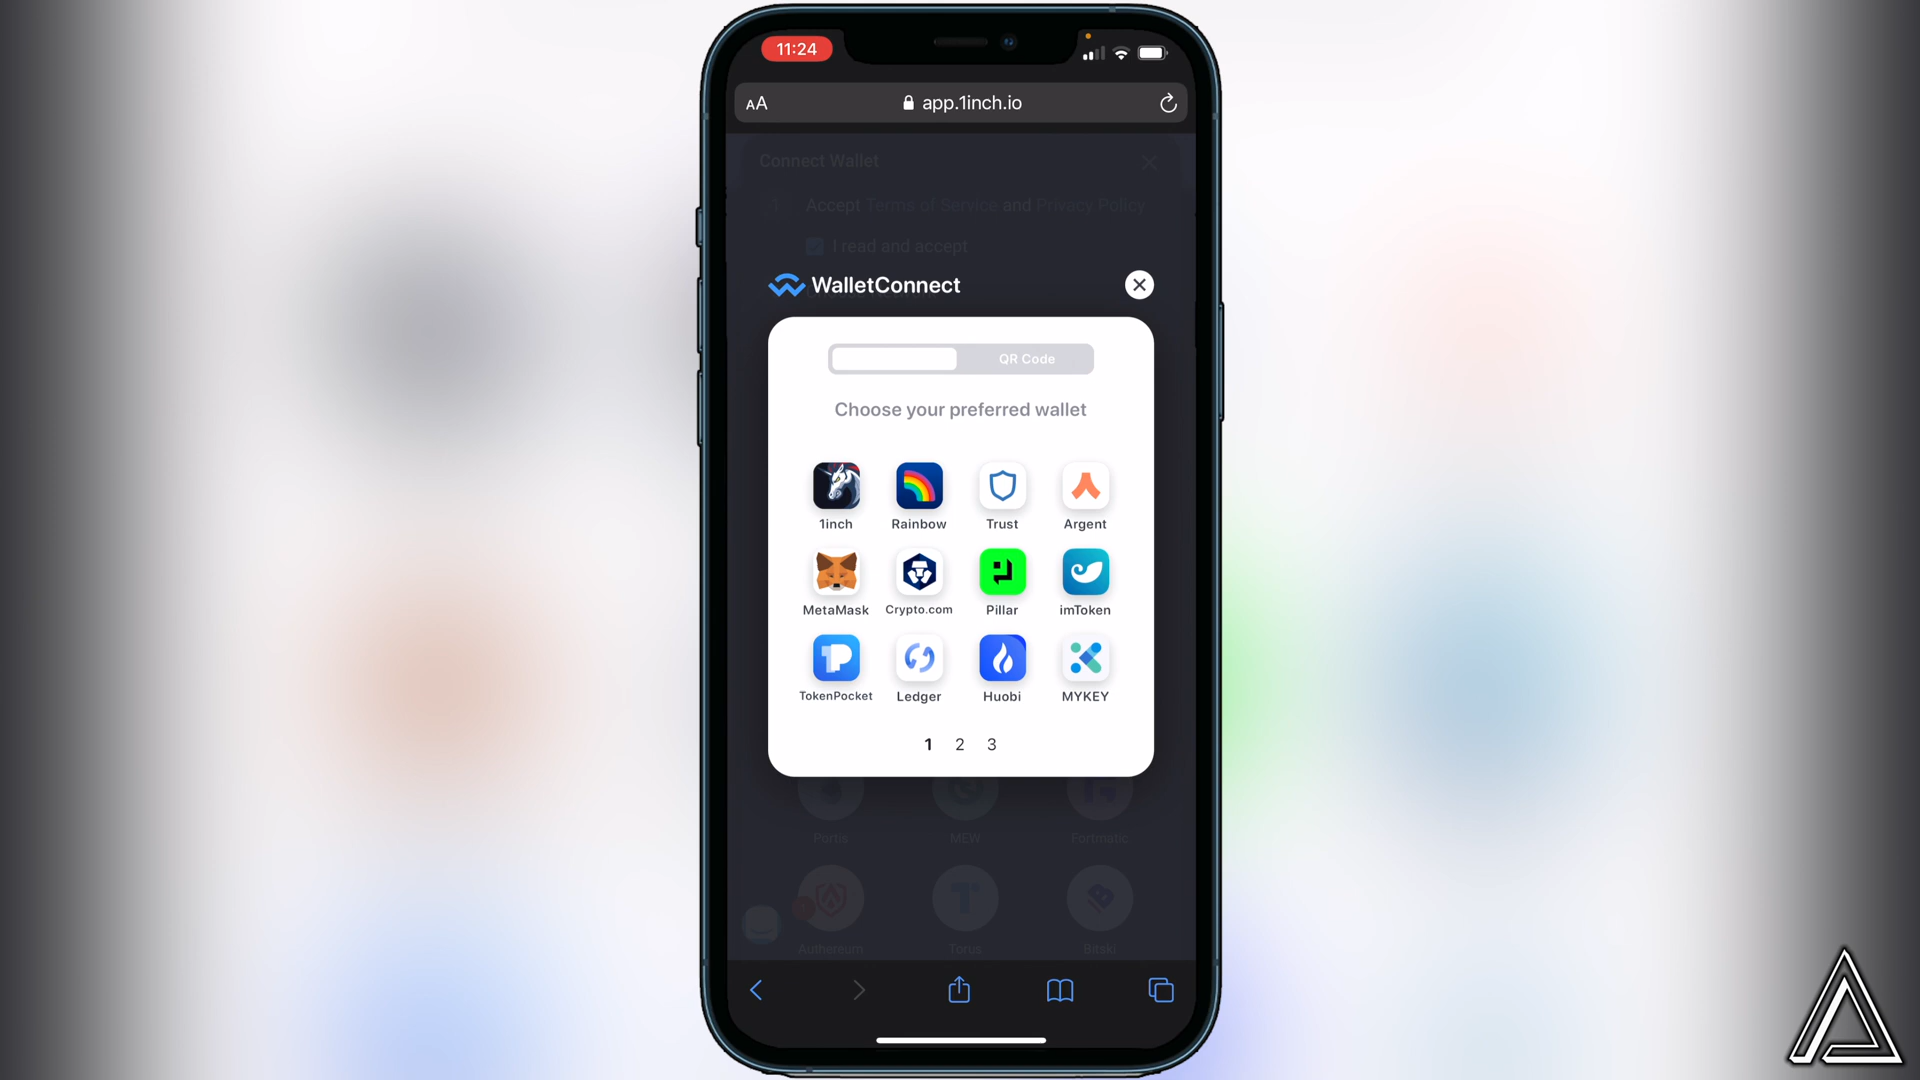 11:24
AA
app.1inch.io
Connect Wallet
1 Accept Terms of Service and Privacy Policy
I read and accept
WalletConnect
QR Code
Choose your preferred wallet
1inch Rainbow Trust Argent
MetaMask Crypto.com Pillar imToken
TokenPocket Ledger Huobi MYKEY
1 2 3
Portis MEW Fortmatic
Authereum Torus Bitski